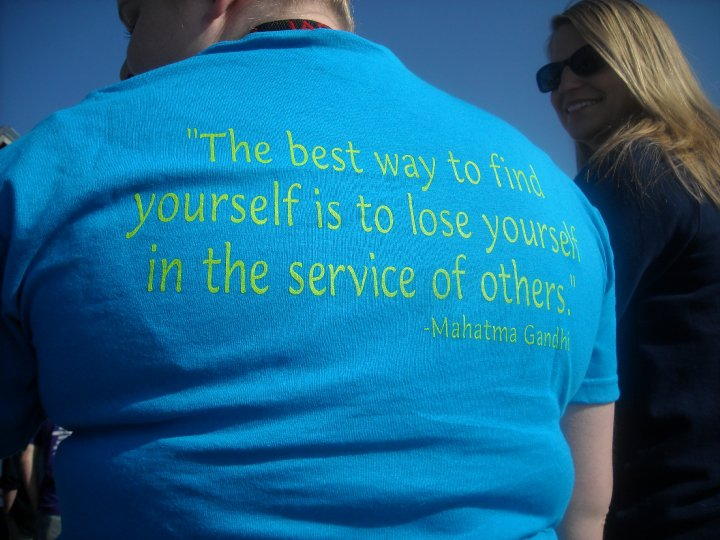 "The best way to find
yourself is to lose yourself
in the service of others."
-Mahatma Gandhi